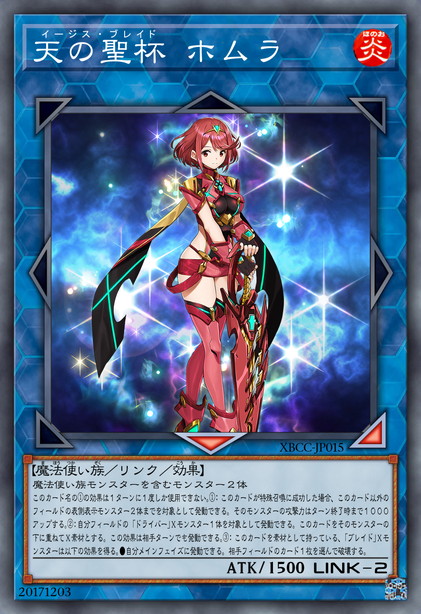 イージス・ブレイド
天の聖杯 ホムラ
ほのお
炎
XBCC-JP015
【魔法使い族／リンク／効果】
魔法使い族モンスターを含むモンスター２体
このカード名の①の効果は１ターンに１度しか使用できない。①：このカードが特殊召喚に成功した場合、このカード以外の
フィールドの表側表示モンスター２体までを対象として発動できる。そのモンスターの攻撃力はターン終了時まで１０００
アップする。②：自分フィールドの「ドライバー」Ｘモンスター１体を対象として発動できる。このカードをそのモンスターの
下に重ねてＸ素材とする。この効果は相手ターンでも発動できる。③：このカードを素材として持っている、「ブレイド」Ｘモ
ンスターは以下の効果を得る。●自分メインフェイズに発動できる。相手フィールドのカード１枚を選んで破壊する。
ATK/1500 LINK-2
20171203